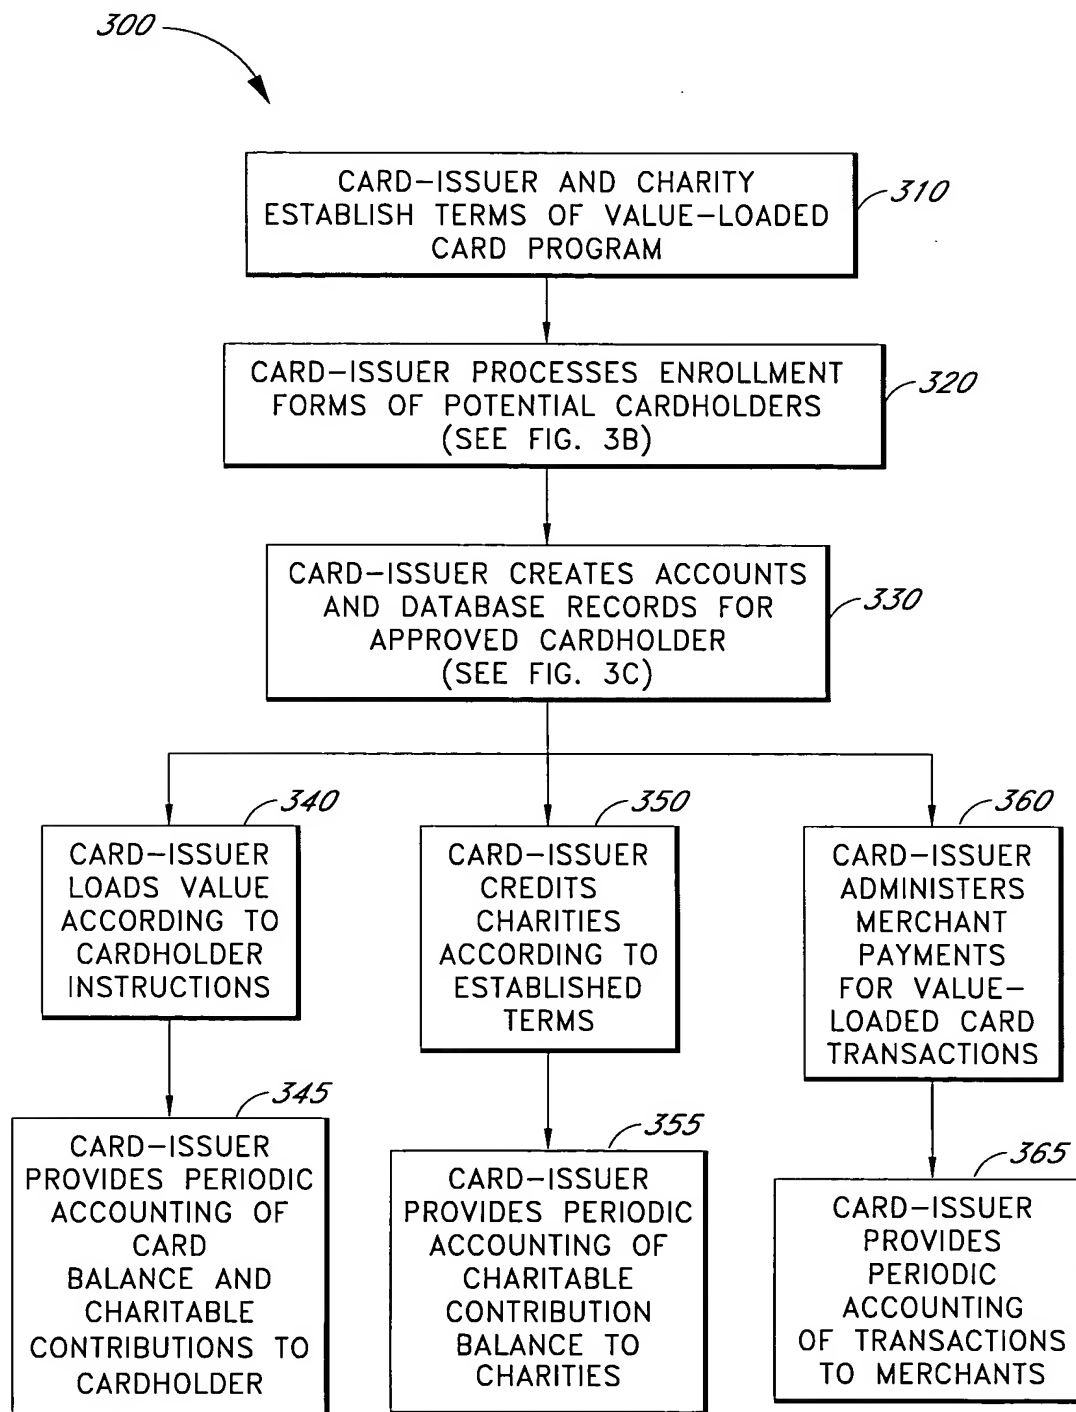 300
CARD-ISSUER AND CHARITY
ESTABLISH TERMS OF VALUE-LOADED
CARD PROGRAM
310
CARD-ISSUER PROCESSES ENROLLMENT
FORMS OF POTENTIAL CARDHOLDERS
(SEE FIG. 3B)
320
CARD-ISSUER CREATES ACCOUNTS
AND DATABASE RECORDS FOR
APPROVED CARDHOLDER
(SEE FIG. 3C)
330
340
CARD-ISSUER
LOADS VALUE
ACCORDING TO
CARDHOLDER
INSTRUCTIONS
350
CARD-ISSUER
CREDITS
CHARITIES
ACCORDING TO
ESTABLISHED
TERMS
360
CARD-ISSUER
ADMINISTERS
MERCHANT
PAYMENTS
FOR VALUE-
LOADED CARD
TRANSACTIONS
345
CARD-ISSUER
PROVIDES PERIODIC
ACCOUNTING OF
CARD
BALANCE AND
CHARITABLE
CONTRIBUTIONS TO
CARDHOLDER
355
CARD-ISSUER
PROVIDES PERIODIC
ACCOUNTING OF
CHARITABLE
CONTRIBUTION
BALANCE TO
CHARITIES
365
CARD-ISSUER
PROVIDES
PERIODIC
ACCOUNTING
OF TRANSACTIONS
TO MERCHANTS